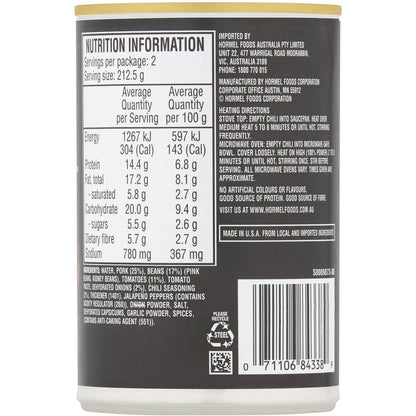 NUTRITION INFORMATION
Servings per package: 2
Serving size: 212.5 g
Average Quantity per Serving Average Quantity per 100 g
Energy 1267 kJ 597 kJ
304 (Cal) 143 (Cal)
Protein 14.4 g 6.8 g
Fat, total 17.2 g 8.1 g
- saturated 5.8 g 2.7 g
Carbohydrate 20.0 g 9.4 g
- sugars 5.5 g 2.6 g
Dietary fibre 5.7 g 2.7 g
Sodium 780 mg 367 mg
INGREDIENTS: WATER, PORK (25%), BEANS (17%) (PINK
BEANS, KIDNEY BEANS), TOMATOES (11%), TOMATO
PASTE, DEHYDRATED ONIONS (2%), CHILI SEASONING
2%, THICKENER (1401), JALAPENO PEPPERS (CONTAINS
ACIDITY REGULATOR (260)), ONION POWDER, SALT,
DEHYDRATED CAPSICUMS, GARLIC POWDER, SPICES,
CONTAINS ANTI-CAKING AGENT (551)).
IMPORTED BY
HORMEL FOODS AUSTRALIA PTY LIMITED
UNIT 22, 477 WARRIGAL ROAD MOORABBIN,
VIC, AUSTRALIA 3189
PHONE: 1800 770 015
MANUFACTURED BY HORMEL FOODS CORPORATION
CORPORATE OFFICE AUSTIN, MN 55912
© HORMEL FOODS CORPORATION
HEATING DIRECTIONS
STOVE TOP: EMPTY CHILI INTO SAUCEPAN. HEAT OVER
MEDIUM HEAT 5 TO 8 MINUTES OR UNTIL HOT, STIRRING
FREQUENTLY.
MICROWAVE OVEN: EMPTY CHILI INTO MICROWAVE-SAFE
BOWL. COVER LOOSELY. HEAT ON HIGH (100% POWER) 2 TO 3
MINUTES OR UNTIL HOT, STIRRING ONCE. STIR BEFORE
SERVING. ALL MICROWAVES VARY. TIMES GIVEN ARE
APPROXIMATE.
NO ARTIFICIAL COLOURS OR FLAVOURS.
GOOD SOURCE OF PROTEIN. GOOD SOURCE OF FIBRE.
VISIT US AT WWW.HORMELFOODS.COM.AU
MADE IN U.S.A. FROM LOCAL AND IMPORTED INGREDIENTS.
PLEASE
RECYCLE
STEEL
0 71106 84338 9